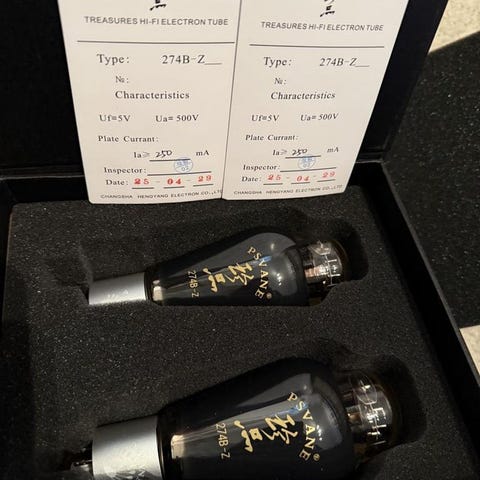 TREASURES HI-FI ELECTRON TUBE
Type: 274B-Z
№:
Characteristics
Uf=5V Ua= 500V
Plate Currant:
Ia≥ 250 mA
Inspector:
Date: 25 - 04 - 29
CHANGSHA HENGYANG ELECTRON CO.,LTD
TREASURES HI-FI ELECTRON TUBE
Type: 274B-Z
№:
Characteristics
Uf=5V Ua= 500V
Plate Currant:
Ia≥ 250 mA
Inspector:
Date: 25 - 04 - 29
CHANGSHA HENGYANG ELECTRON CO.,LTD
PSVANE®
274B-Z
PSVANE®
274B-Z